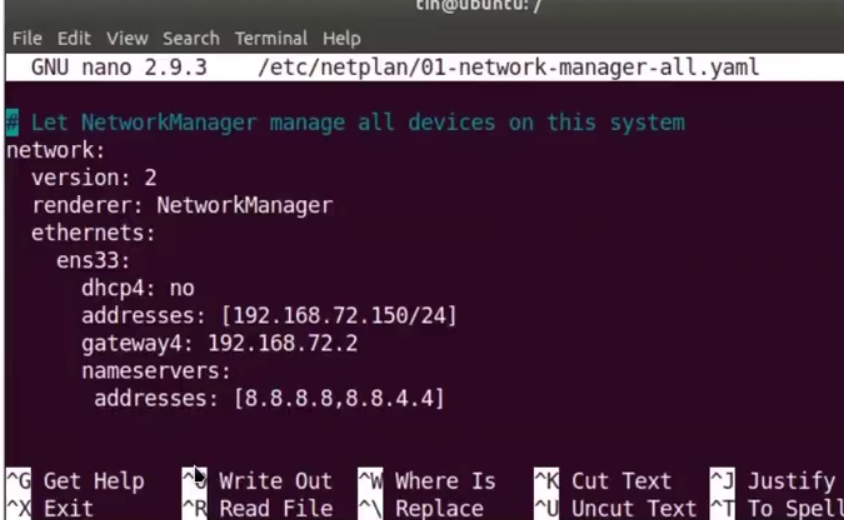 tin@ubuntu: /
File Edit View Search Terminal Help
GNU nano 2.9.3 /etc/netplan/01-network-manager-all.yaml
# Let NetworkManager manage all devices on this system
network:
version: 2
renderer: NetworkManager
ethernets:
ens33:
dhcp4: no
addresses: [192.168.72.150/24]
gateway4: 192.168.72.2
nameservers:
addresses: [8.8.8.8,8.8.4.4]
^G Get Help Write Out ^W Where Is ^K Cut Text ^J Justify
^X Exit ^R Read File ^\ Replace ^U Uncut Text ^T To Spell